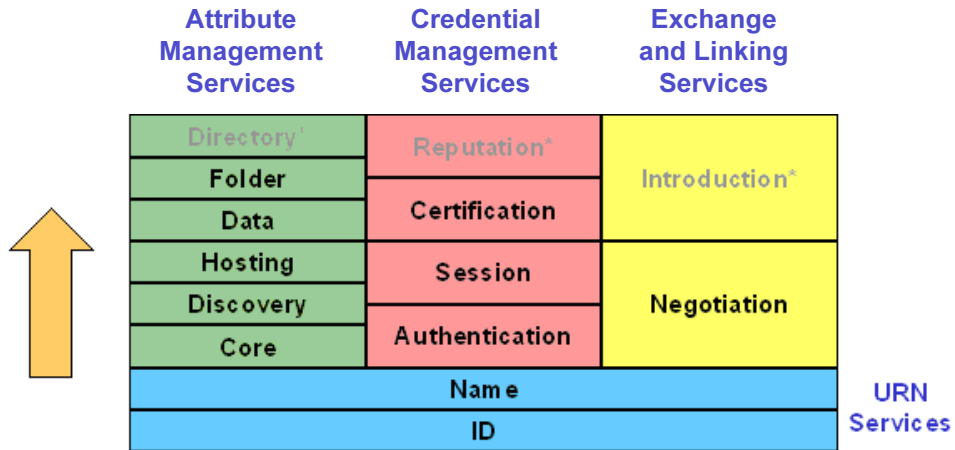 Attribute
Management
Services
Credential
Management
Services
Exchange
and Linking
Services
Directory*
Folder
Data
Hosting
Discovery
Core
Reputation*
Certification
Session
Authentication
Introduction*
Negotiation
Name
ID
URN
Services